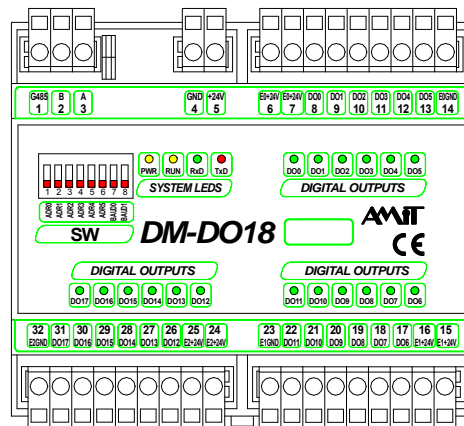 G485 B A GND +24V E0+24V E0+24V DO0 DO1 DO2 DO3 DO4 DO5 E0GND
1 2 3 4 5 6 7 8 9 10 11 12 13 14
PWR RUN RxD TxD
SYSTEM LEDS
DO0 DO1 DO2 DO3 DO4 DO5
DIGITAL OUTPUTS
1 2 3 4 5 6 7 8
ADR0 ADR1 ADR2 ADR3 ADR4 ADR5 BAUD0 BAUD1
SW
DM-DO18
AMiT
CE
DIGITAL OUTPUTS
DO17 DO16 DO15 DO14 DO13 DO12
DIGITAL OUTPUTS
DO11 DO10 DO9 DO8 DO7 DO6
32 31 30 29 28 27 26 25 24 23 22 21 20 19 18 17 16 15
E2GND DO17 DO16 DO15 DO14 DO13 DO12 E2+24V E2+24V E1GND DO11 DO10 DO9 DO8 DO7 DO6 E1+24V E1+24V